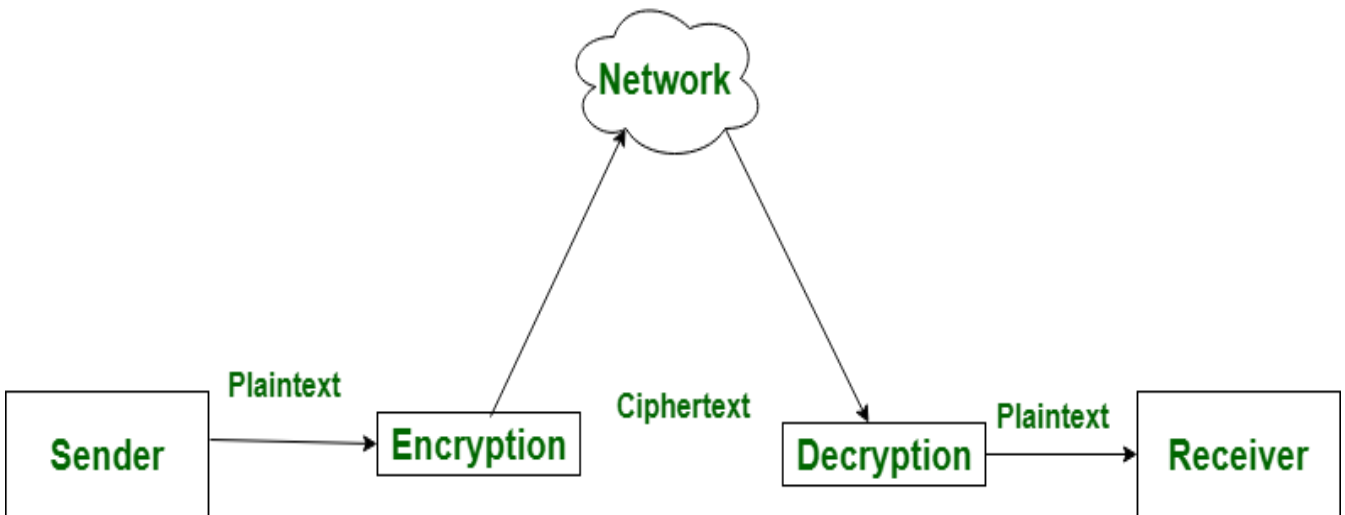 Network
Plaintext
Ciphertext
Plaintext
Sender
Encryption
Decryption
Receiver